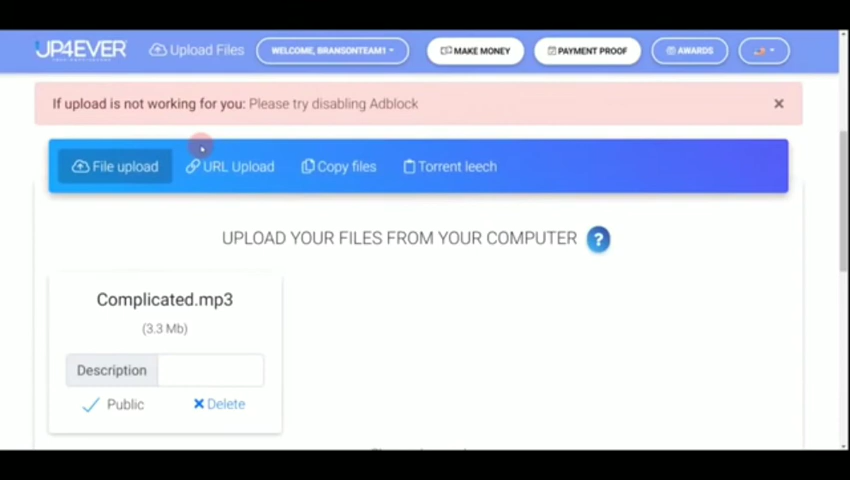 UP4EVER Upload Files WELCOME, BRANSONTEAM1 MAKE MONEY PAYMENT PROOF AWARDS
If upload is not working for you: Please try disabling Adblock ×
File upload URL Upload Copy files Torrent leech
UPLOAD YOUR FILES FROM YOUR COMPUTER ?
Complicated.mp3
(3.3 Mb)
Description
Public Delete